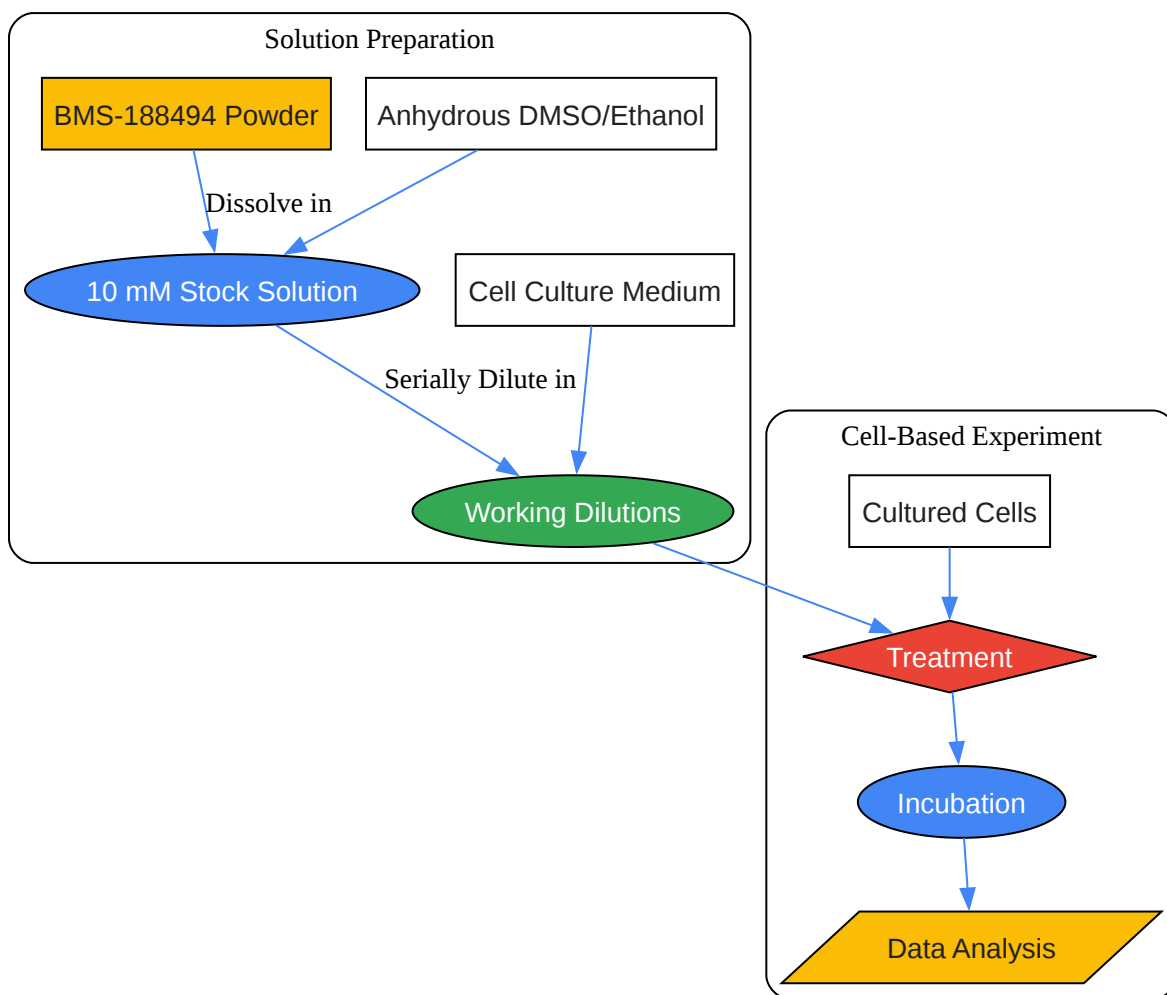 Solution Preparation
BMS-188494 Powder
Anhydrous DMSO/Ethanol
Dissolve in
10 mM Stock Solution
Cell Culture Medium
Serially Dilute in
Working Dilutions
Cell-Based Experiment
Cultured Cells
Treatment
Incubation
Data Analysis